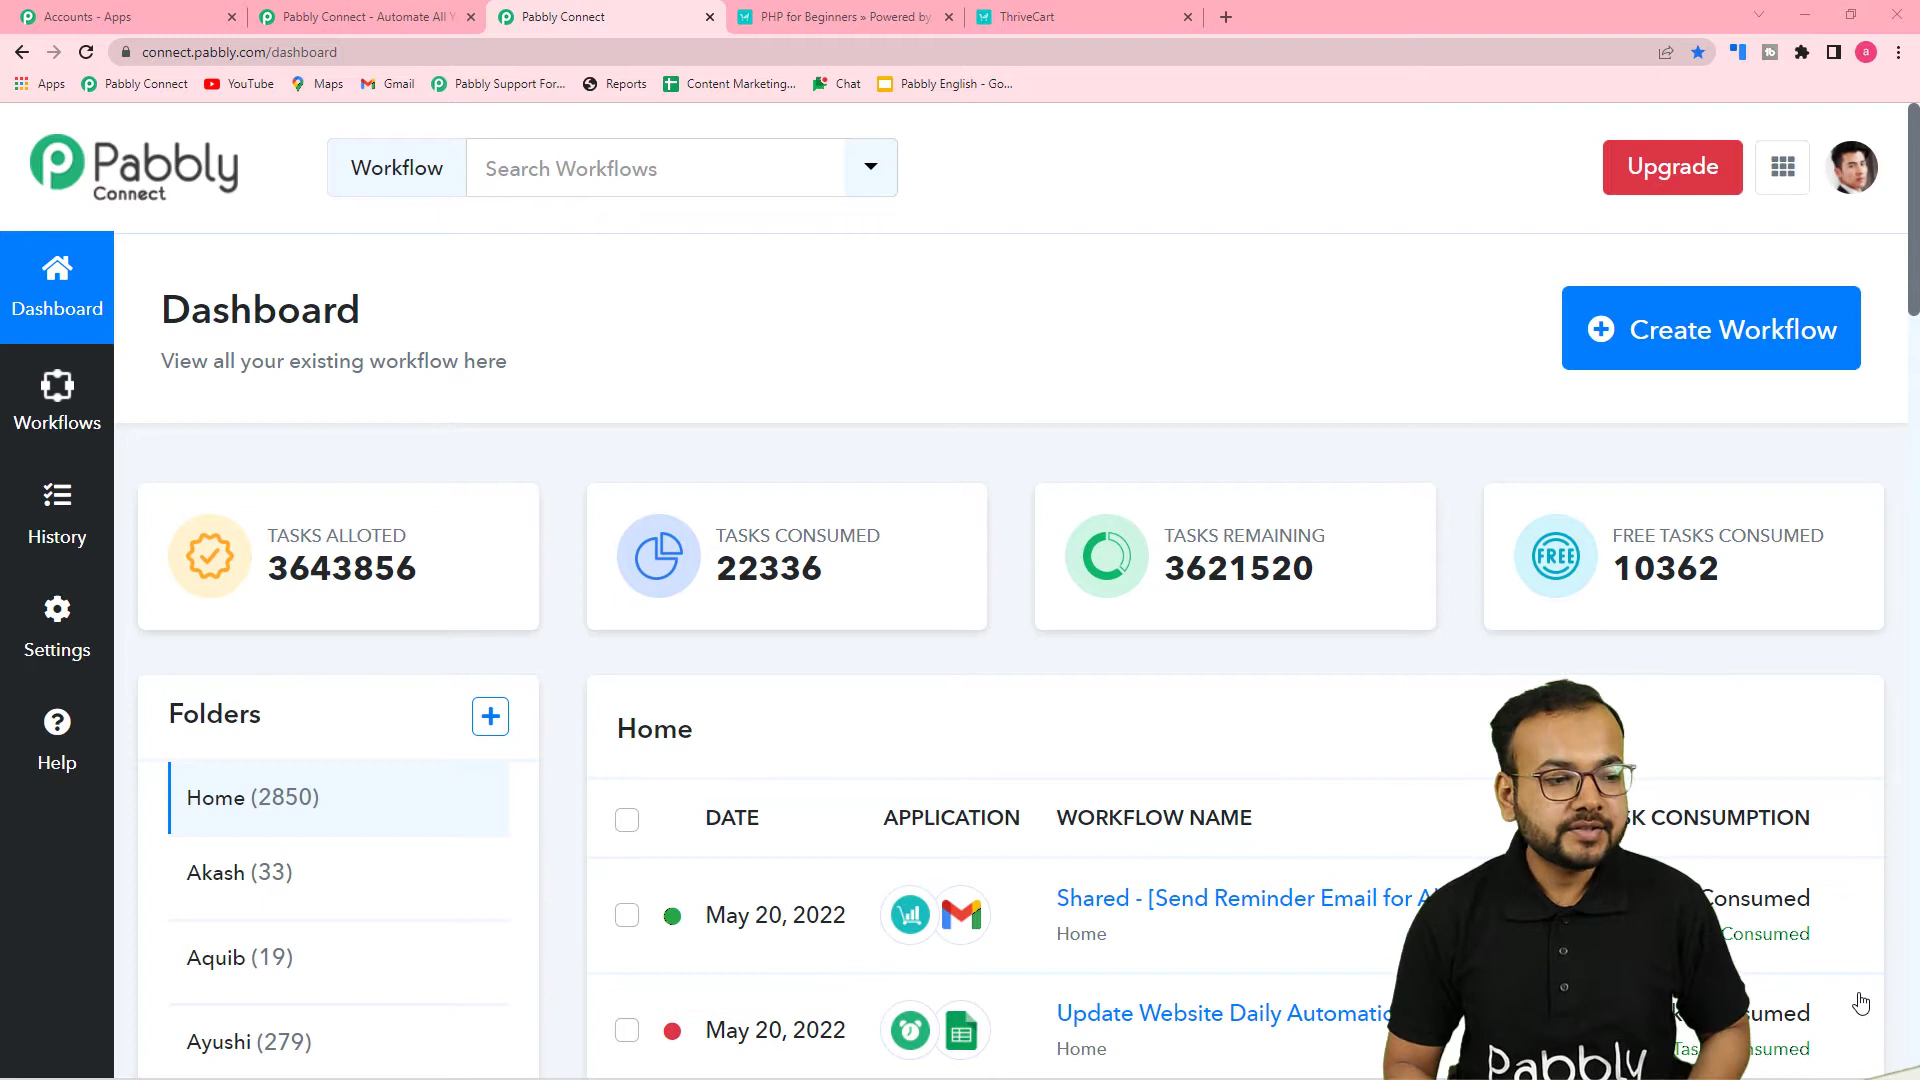 Accounts - Apps
Pabbly Connect - Automate All Y
Pabbly Connect
PHP for Beginners » Powered by
ThriveCart
connect.pabbly.com/dashboard
a
Apps
Pabbly Connect
YouTube
Maps
Gmail
Pabbly Support For...
Reports
Content Marketing...
Chat
Pabbly English - Go...
Pabbly
Connect
Workflow
Search Workflows
Upgrade
Dashboard
Workflows
History
Settings
Help
Dashboard
View all your existing workflow here
Create Workflow
TASKS ALLOTED
3643856
TASKS CONSUMED
22336
TASKS REMAINING
3621520
FREE
FREE TASKS CONSUMED
10362
Folders
Home (2850)
Akash (33)
Aquib (19)
Ayushi (279)
Home
DATE
APPLICATION
WORKFLOW NAME
SK CONSUMPTION
May 20, 2022
Shared - [Send Reminder Email for A
Home
Consumed
Consumed
May 20, 2022
Update Website Daily Automatic
Home
sumed
Tas
nsumed
Pabbly